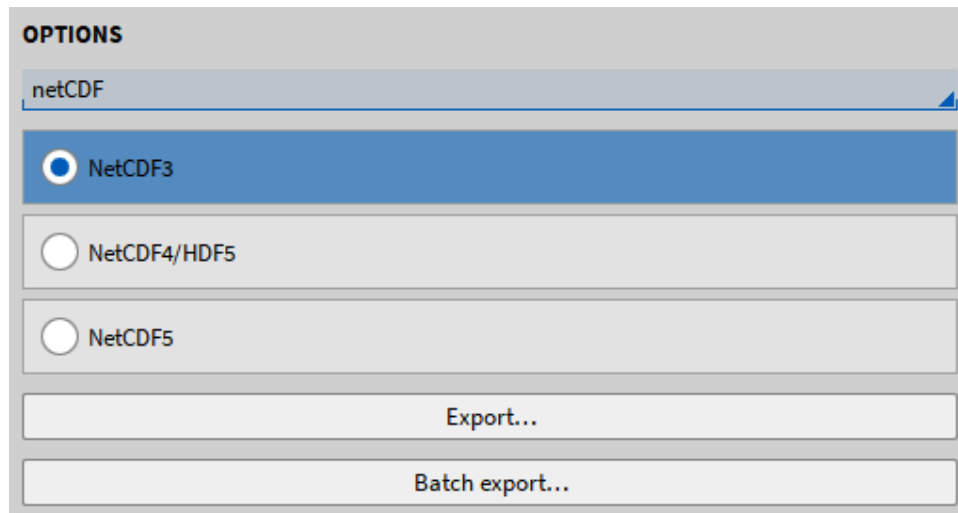 OPTIONS
netCDF
NetCDF3
NetCDF4/HDF5
NetCDF5
Export...
Batch export...